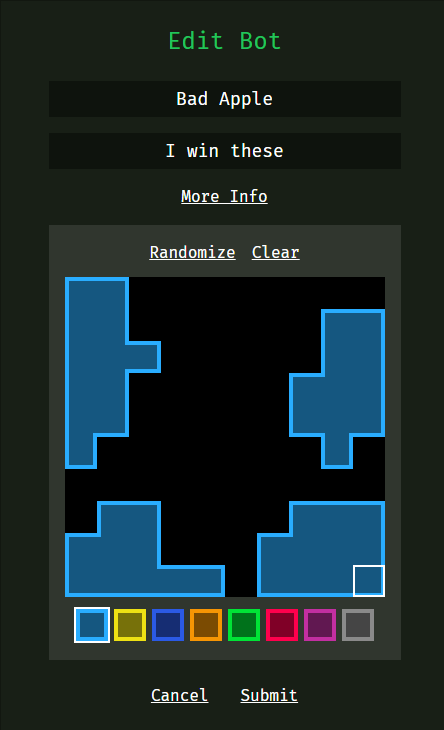 Edit Bot
Bad Apple
I win these
More Info
Randomize Clear
Cancel Submit